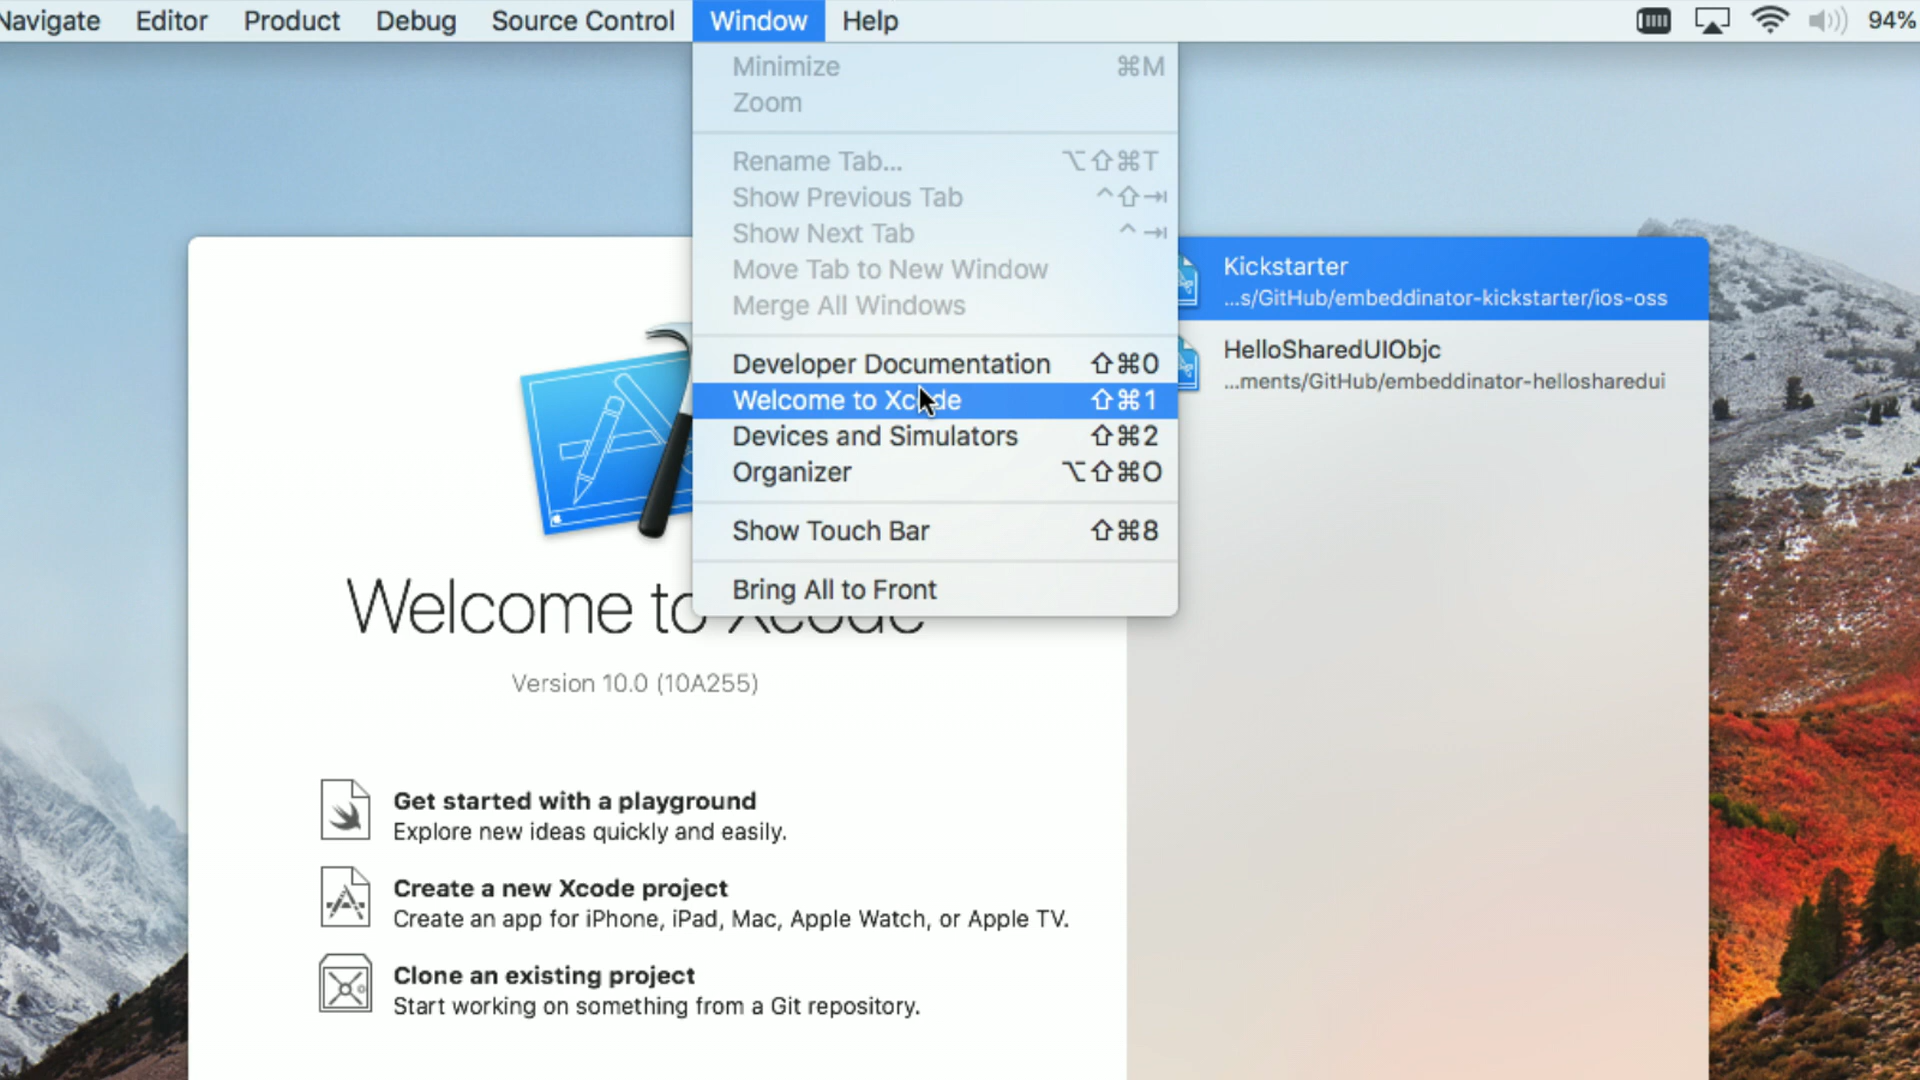 Navigate Editor Product Debug Source Control Window Help 94%
Minimize ⌘M
Zoom
Rename Tab... ⌥⇧⌘T
Show Previous Tab ^⇧⇥
Show Next Tab ^⇥
Move Tab to New Window
Merge All Windows
Developer Documentation ⇧⌘0
Welcome to Xcode ⇧⌘1
Devices and Simulators ⇧⌘2
Organizer ⌥⇧⌘O
Show Touch Bar ⇧⌘8
Bring All to Front
Kickstarter
...s/GitHub/embeddinator-kickstarter/ios-oss
HelloSharedUIObjc
...ments/GitHub/embeddinator-hellosharedui
Welcome to Xcode
Version 10.0 (10A255)
Get started with a playground
Explore new ideas quickly and easily.
Create a new Xcode project
Create an app for iPhone, iPad, Mac, Apple Watch, or Apple TV.
Clone an existing project
Start working on something from a Git repository.